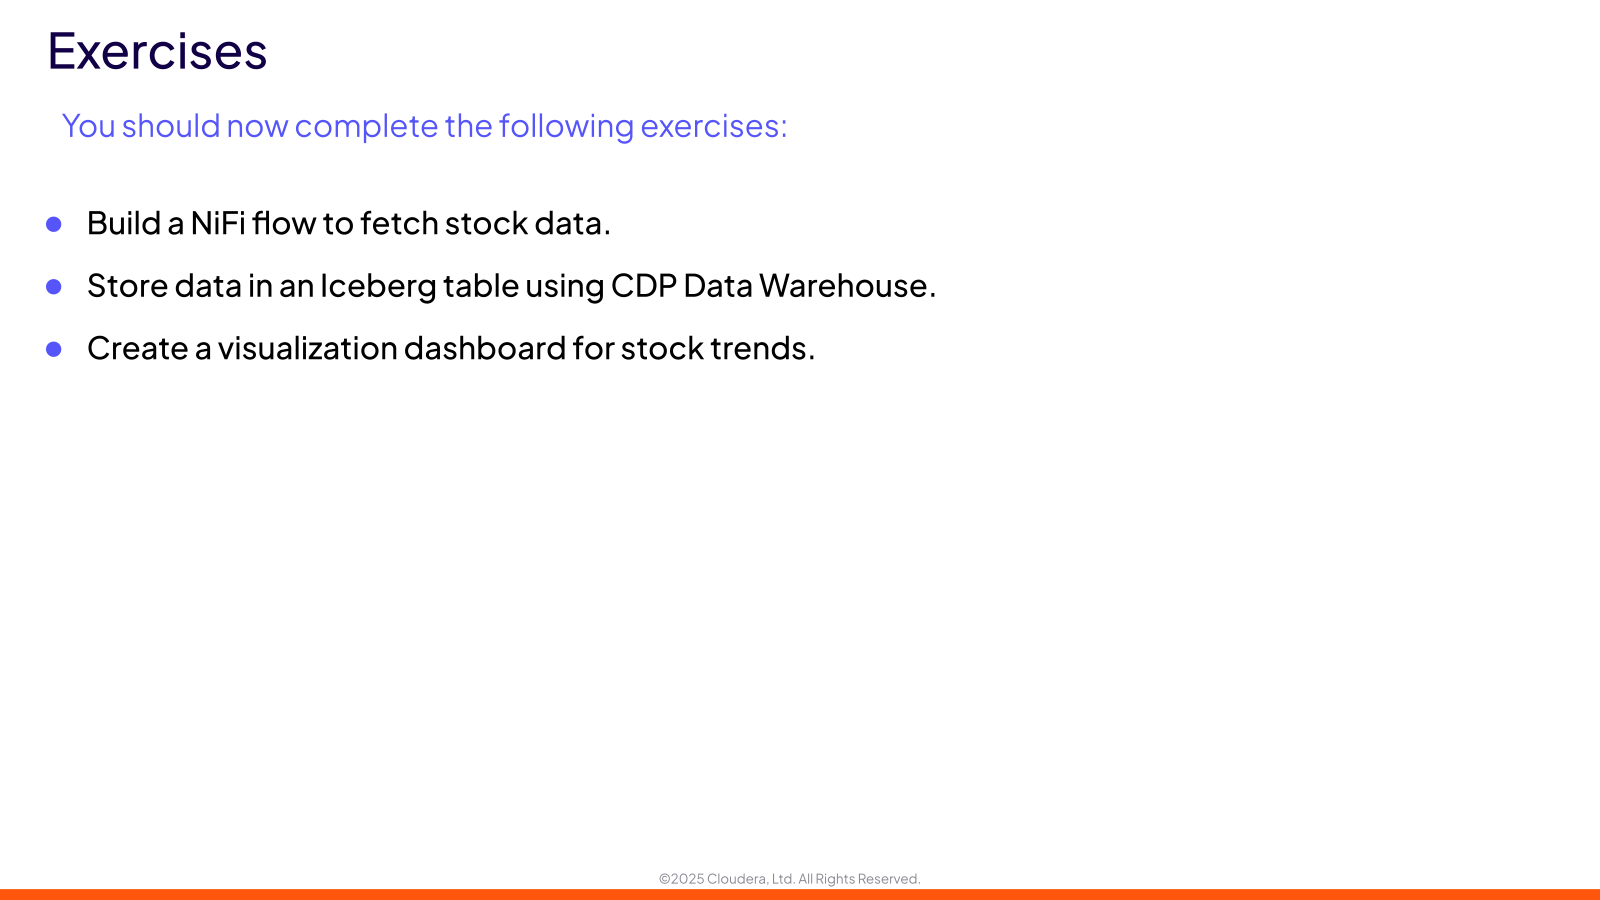 Exercises
You should now complete the following exercises:
Build a NiFi flow to fetch stock data.
Store data in an Iceberg table using CDP Data Warehouse.
Create a visualization dashboard for stock trends.
©2025 Cloudera, Ltd. All Rights Reserved.